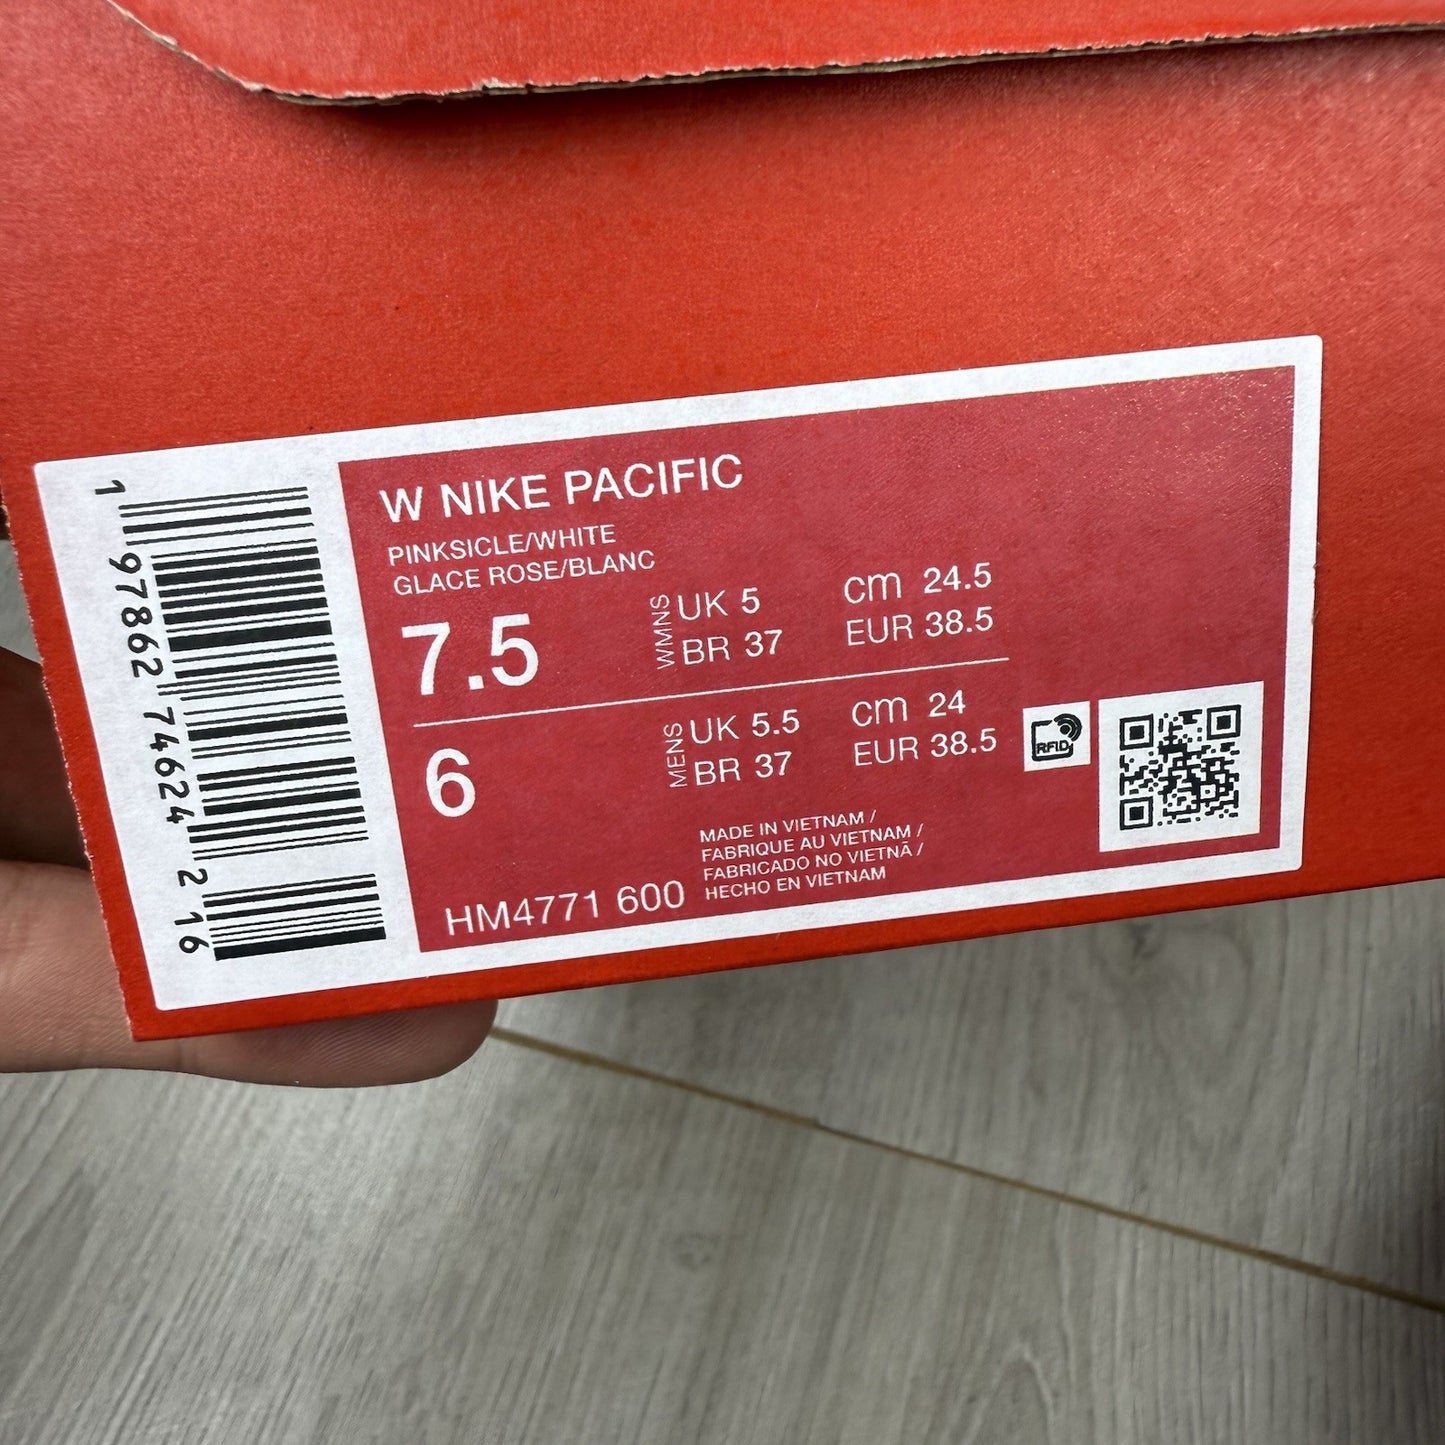 W NIKE PACIFIC
PINKSICLE/WHITE
GLACE ROSE/BLANC
7.5
WMNS
UK 5
BR 37
cm 24.5
EUR 38.5
6
MENS
UK 5.5
BR 37
cm 24
EUR 38.5
RFID
MADE IN VIETNAM /
FABRIQUE AU VIETNAM /
FABRICADO NO VIETNÃ /
HECHO EN VIETNAM
HM4771 600
1 97862 74624 2 16